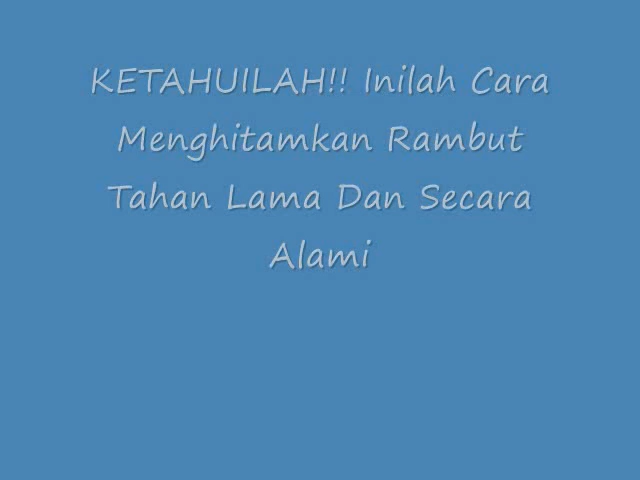 KETAHUILAH!! Inilah Cara
Menghitamkan Rambut
Tahan Lama Dan Secara
Alami